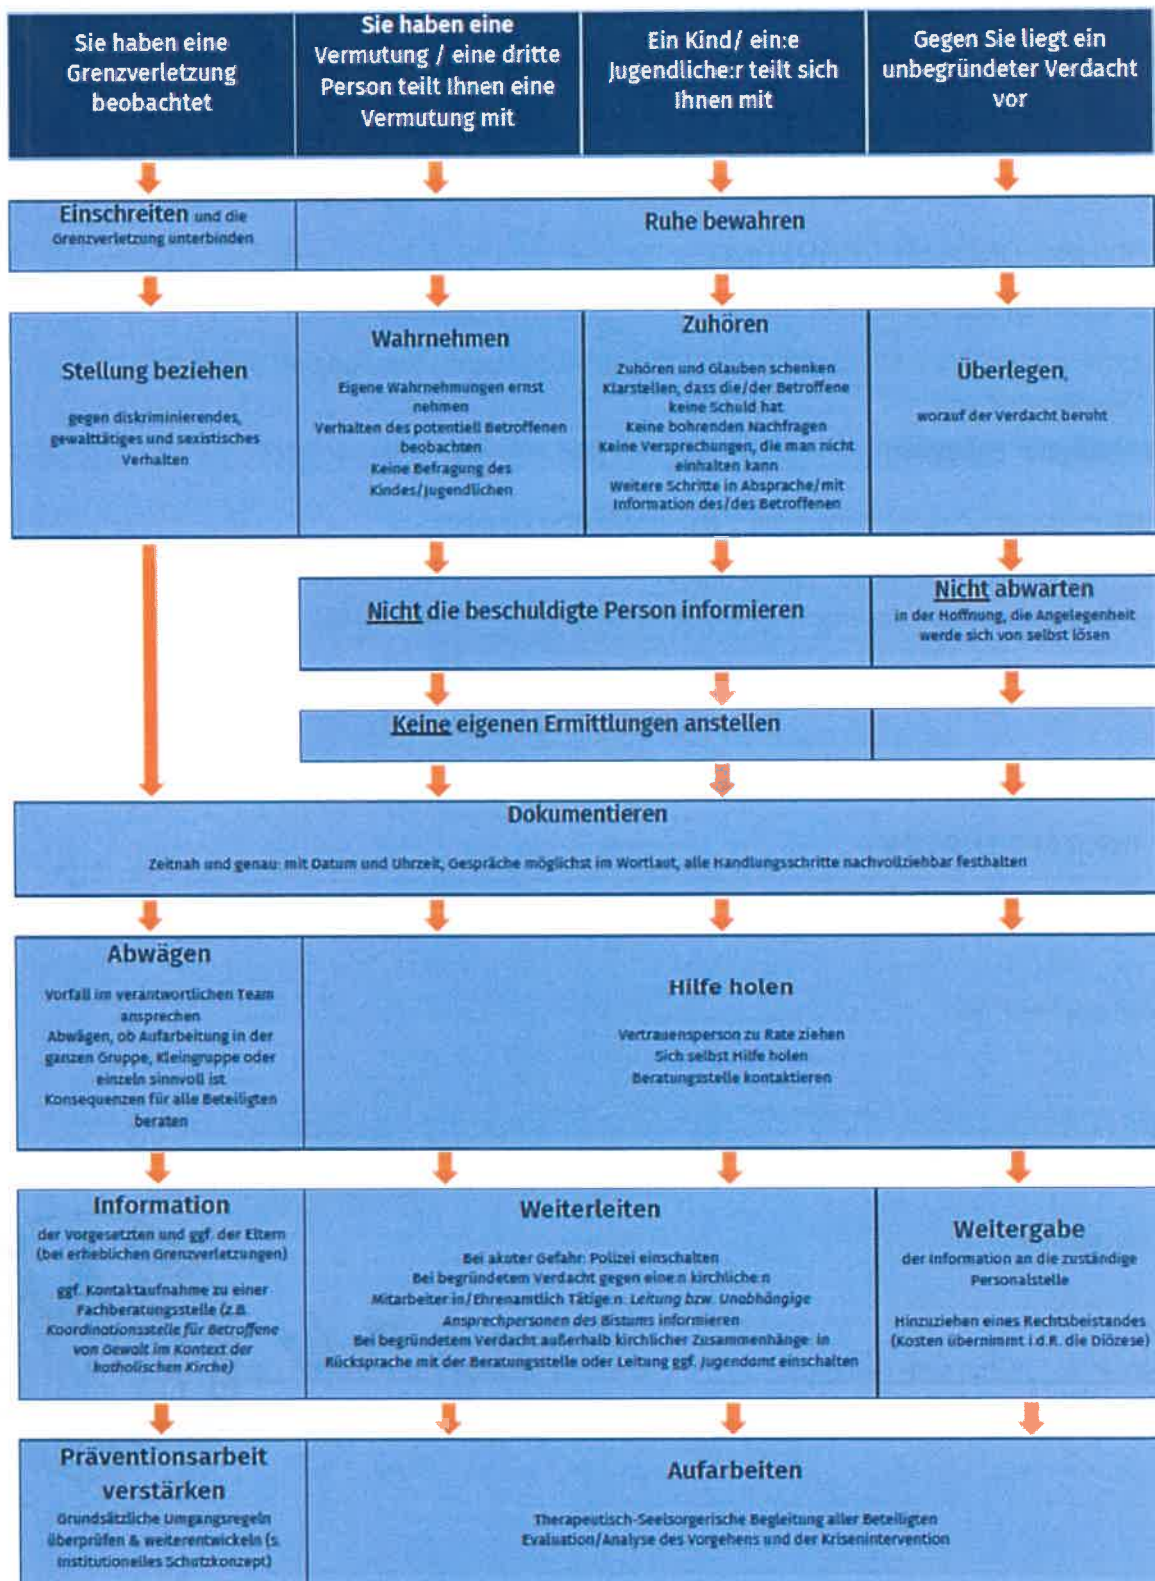 Sie haben eine
Grenzverletzung
beobachtet
Sie haben eine
Vermutung / eine dritte
Person teilt Ihnen eine
Vermutung mit
Ein Kind/ ein:e
Jugendliche:r teilt sich
Ihnen mit
Gegen Sie liegt ein
unbegründeter Verdacht
vor
Einschreiten und die
Grenzverletzung unterbinden
Ruhe bewahren
Stellung beziehen
gegen diskriminierendes,
gewalttätiges und sexistisches
Verhalten
Wahrnehmen
Eigene Wahrnehmungen ernst
nehmen
Verhalten des potentiell Betroffenen
beobachten
Keine Befragung des
Kindes/Jugendlichen
Zuhören
Zuhören und Glauben schenken
Klarstellen, dass die/der Betroffene
keine Schuld hat
Keine bohrenden Nachfragen
Keine Versprechungen, die man nicht
einhalten kann
Weitere Schritte in Absprache/mit
Information des/des Betroffenen
Überlegen,
worauf der Verdacht beruht
Nicht die beschuldigte Person informieren
Nicht abwarten
in der Hoffnung, die Angelegenheit
werde sich von selbst lösen
Keine eigenen Ermittlungen anstellen
Dokumentieren
Zeitnah und genau: mit Datum und Uhrzeit, Gespräche möglichst im Wortlaut, alle Handlungsschritte nachvollziehbar festhalten
Abwägen
Vorfall im verantwortlichen Team
ansprechen
Abwägen, ob Aufarbeitung in der
ganzen Gruppe, Kleingruppe oder
einzeln sinnvoll ist
Konsequenzen für alle Beteiligten
beraten
Hilfe holen
Vertrauensperson zu Rate ziehen
Sich selbst Hilfe holen
Beratungsstelle kontaktieren
Information
der Vorgesetzten und ggf. der Eltern
(bei erheblichen Grenzverletzungen)
ggf. Kontaktaufnahme zu einer
Fachberatungsstelle (z.B.
Koordinationsstelle für Betroffene
von Gewalt im Kontext der
katholischen Kirche)
Weiterleiten
Bei akuter Gefahr: Polizei einschalten
Bei begründetem Verdacht gegen eine:n kirchliche:n
Mitarbeiter:in/Ehrenamtlich Tätige:n: Leitung bzw. Unabhängige
Ansprechpersonen des Bistums informieren
Bei begründetem Verdacht außerhalb kirchlicher Zusammenhänge: in
Rücksprache mit der Beratungsstelle oder Leitung ggf. Jugendamt einschalten
Weitergabe
der Information an die zuständige
Personalstelle
Hinzuziehen eines Rechtsbeistandes
(Kosten übernimmt i.d.R. die Diözese)
Präventionsarbeit
verstärken
Grundsätzliche Umgangsregeln
überprüfen & weiterentwickeln (s.
Institutionelles Schutzkonzept)
Aufarbeiten
Therapeutisch-Seelsorgerische Begleitung aller Beteiligten
Evaluation/Analyse des Vorgehens und der Krisenintervention